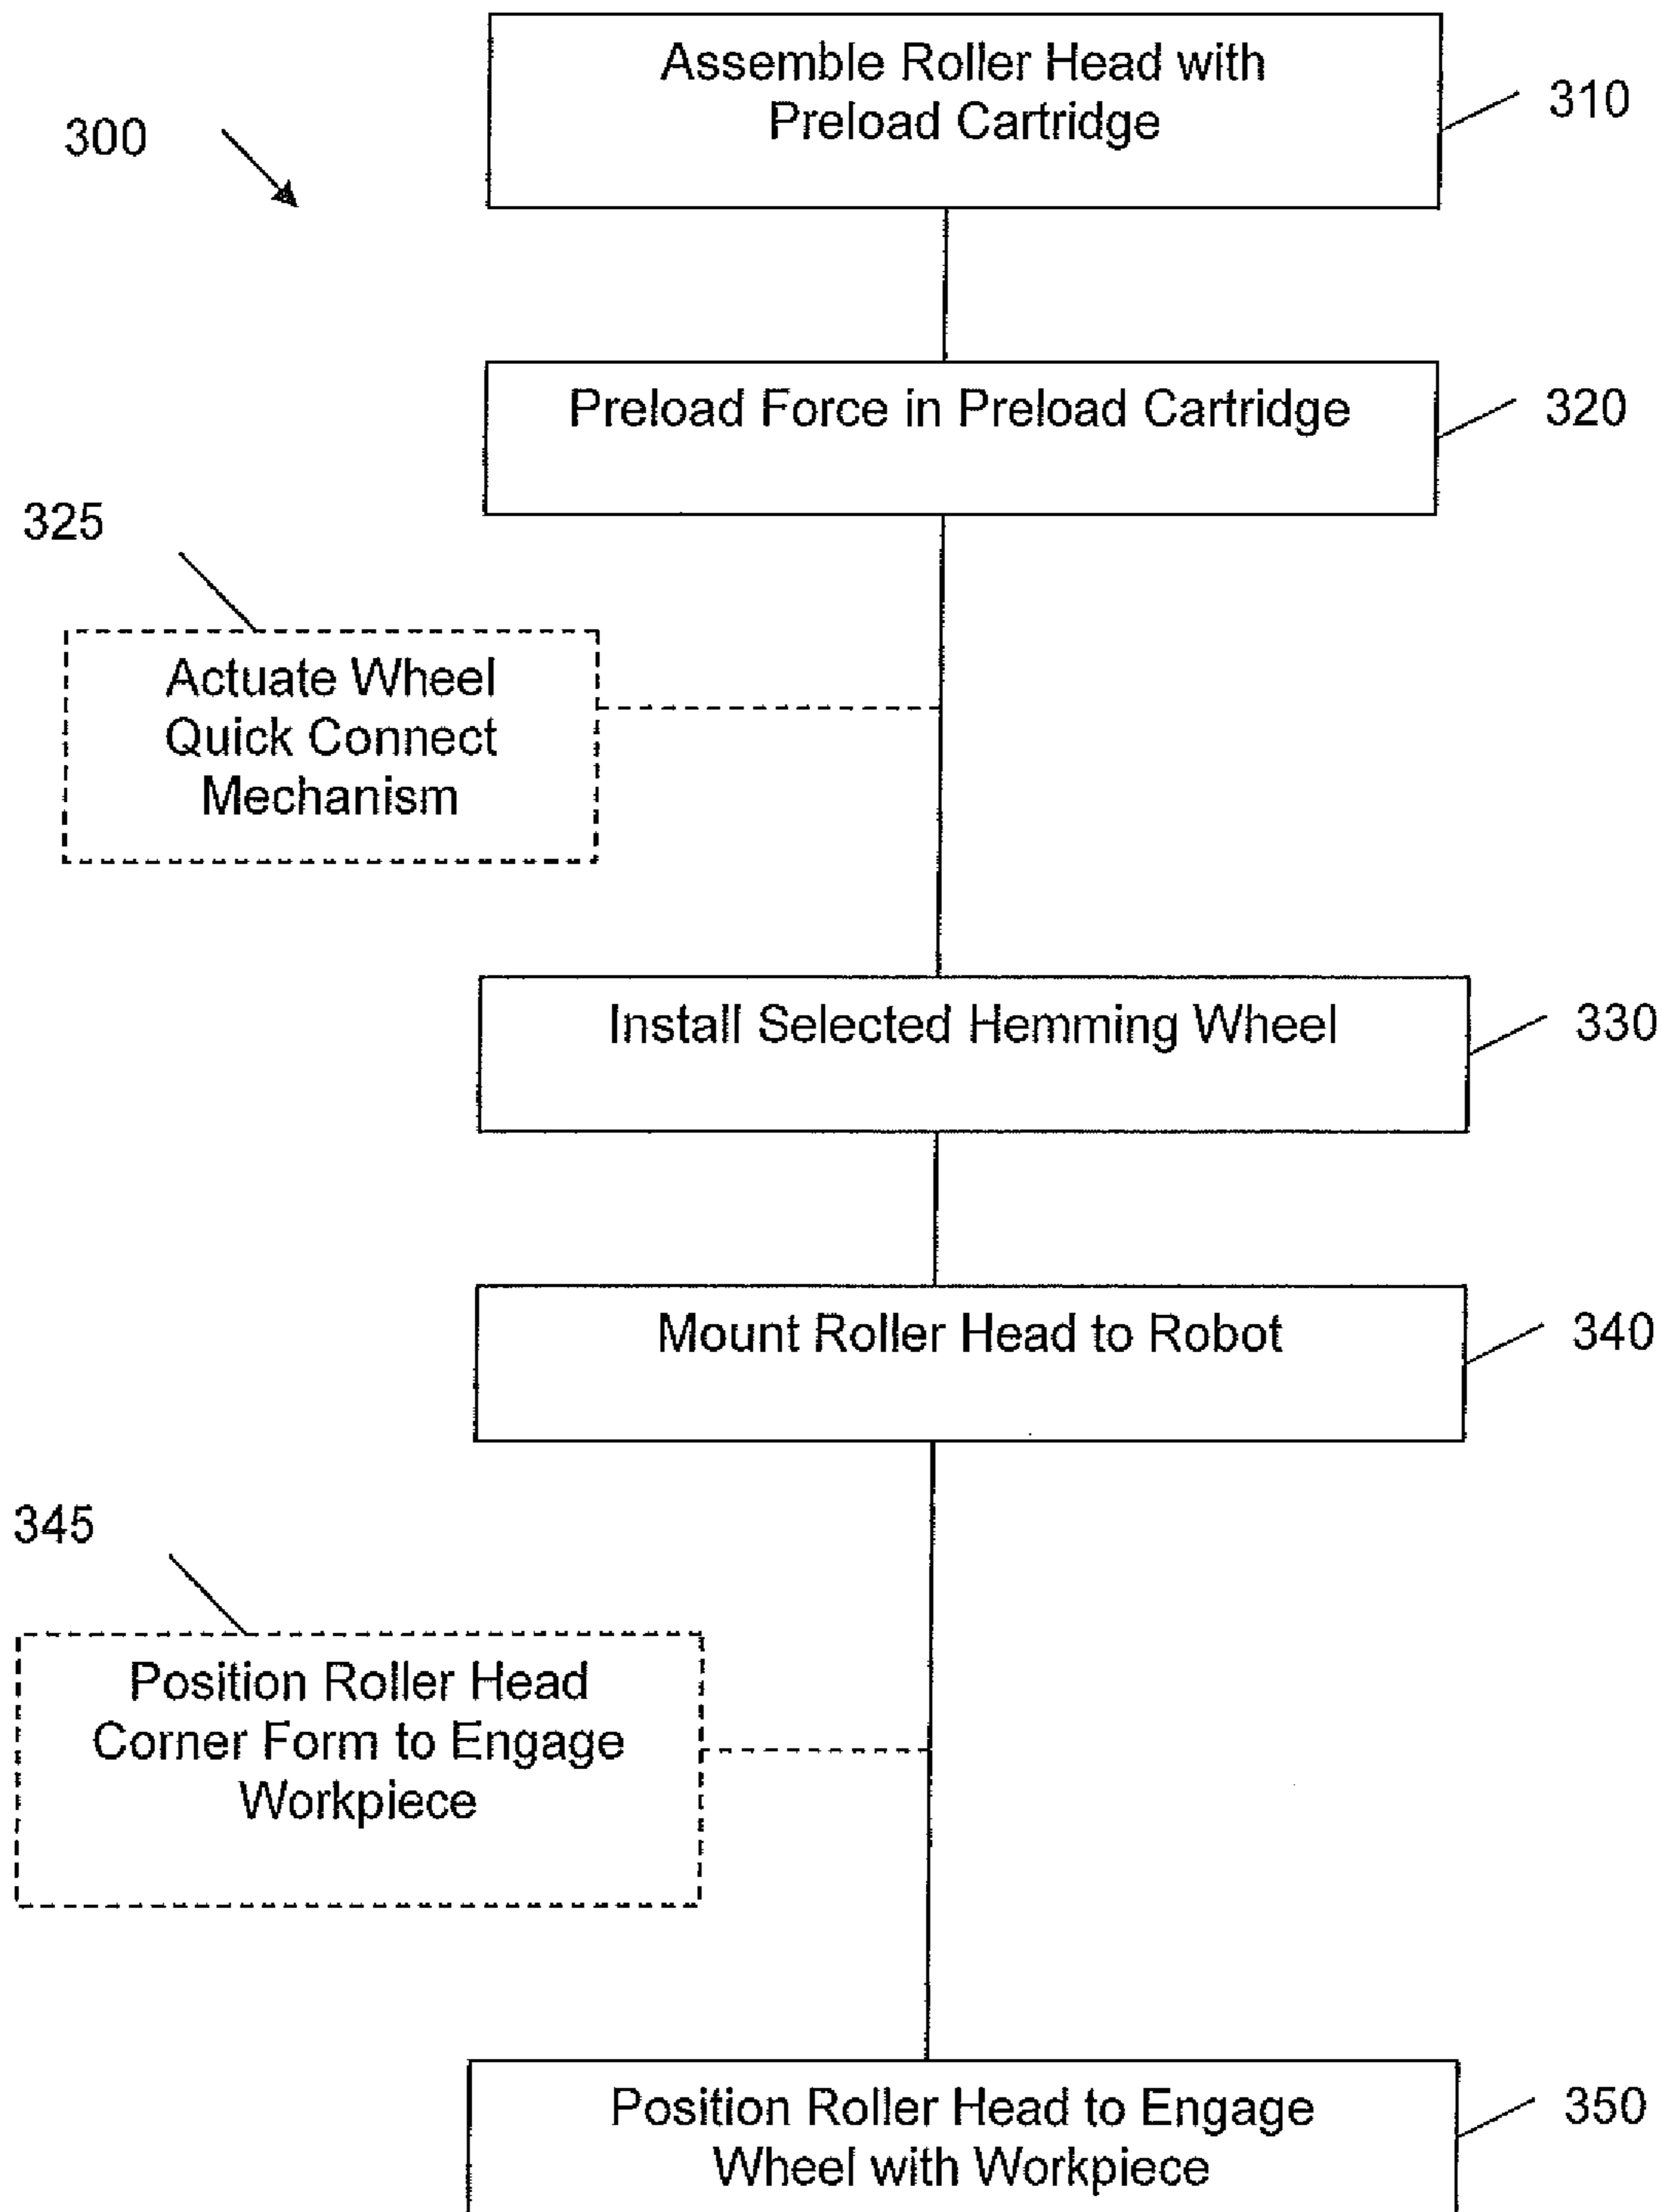 Assemble Roller Head with
Preload Cartridge
310
300
Preload Force in Preload Cartridge
320
325
Actuate Wheel
Quick Connect
Mechanism
Install Selected Hemming Wheel
330
Mount Roller Head to Robot
340
345
Position Roller Head
Corner Form to Engage
Workpiece
Position Roller Head to Engage
Wheel with Workpiece
350